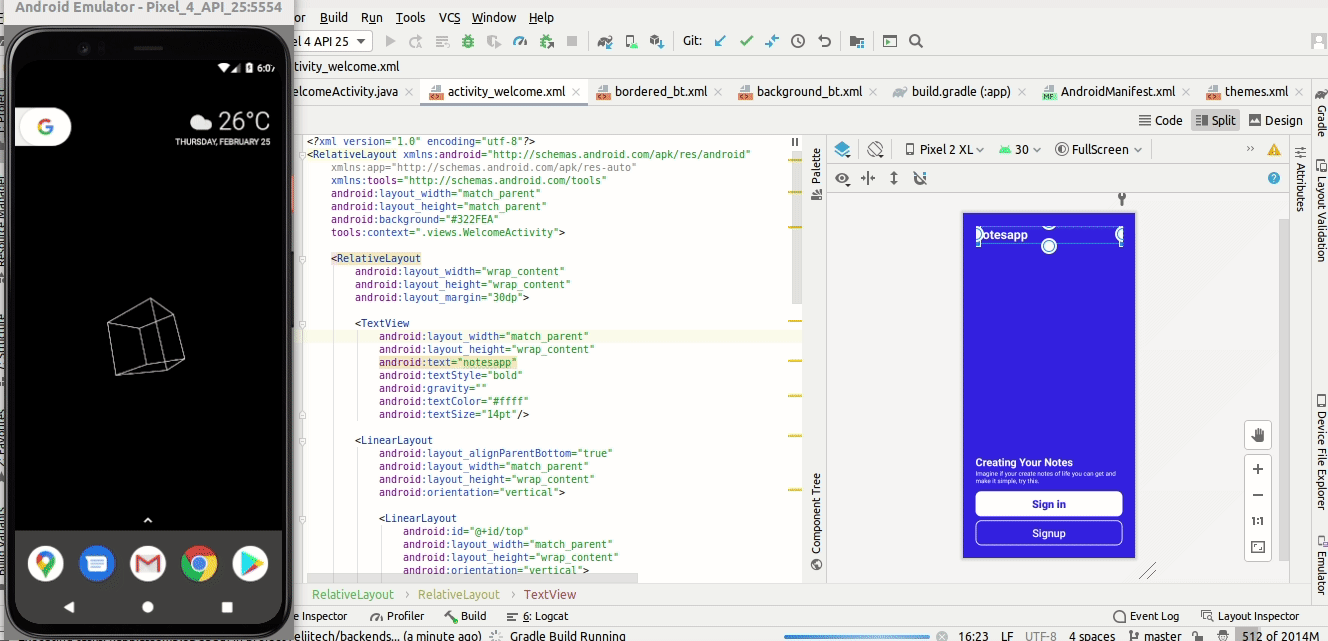 Android Emulator - Pixel_4_API_25:5554
or Build Run Tools VCS Window Help
el 4 API 25
Git:
tivity_welcome.xml
elcomeActivity.java
activity_welcome.xml
bordered_bt.xml
background_bt.xml
build.gradle (:app)
AndroidManifest.xml
themes.xml
Code
Split
Design
6:07
26°C
THURSDAY, FEBRUARY 25
<?xml version="1.0" encoding="utf-8"?>
<RelativeLayout xmlns:android="http://schemas.android.com/apk/res/android"
xmlns:app="http://schemas.android.com/apk/res-auto"
xmlns:tools="http://schemas.android.com/tools"
android:layout_width="match_parent"
android:layout_height="match_parent"
android:background="#322FEA"
tools:context=".views.WelcomeActivity">
<RelativeLayout
android:layout_width="wrap_content"
android:layout_height="wrap_content"
android:layout_margin="30dp">
<TextView
android:layout_width="match_parent"
android:layout_height="wrap_content"
android:text="notesapp"
android:textStyle="bold"
android:gravity=""
android:textColor="#ffff"
android:textSize="14pt"/>
<LinearLayout
android:layout_alignParentBottom="true"
android:layout_width="match_parent"
android:layout_height="wrap_content"
android:orientation="vertical">
<LinearLayout
android:id="@+id/top"
android:layout_width="match_parent"
android:layout_height="wrap_content"
android:orientation="vertical">
RelativeLayout
RelativeLayout
TextView
Palette
Component Tree
Pixel 2 XL
30
FullScreen
notesapp
Creating Your Notes
Imagine if your create notes of life you can get and
make it simple, try this.
Sign in
Signup
1:1
Gradle
Attributes
Layout Validation
Device File Explorer
Emulator
e Inspector
Profiler
Build
6: Logcat
Event Log
Layout Inspector
(a minute ago)
Gradle Build Running
16:23
LF
UTF-8
4 spaces
master
512 of 2014M